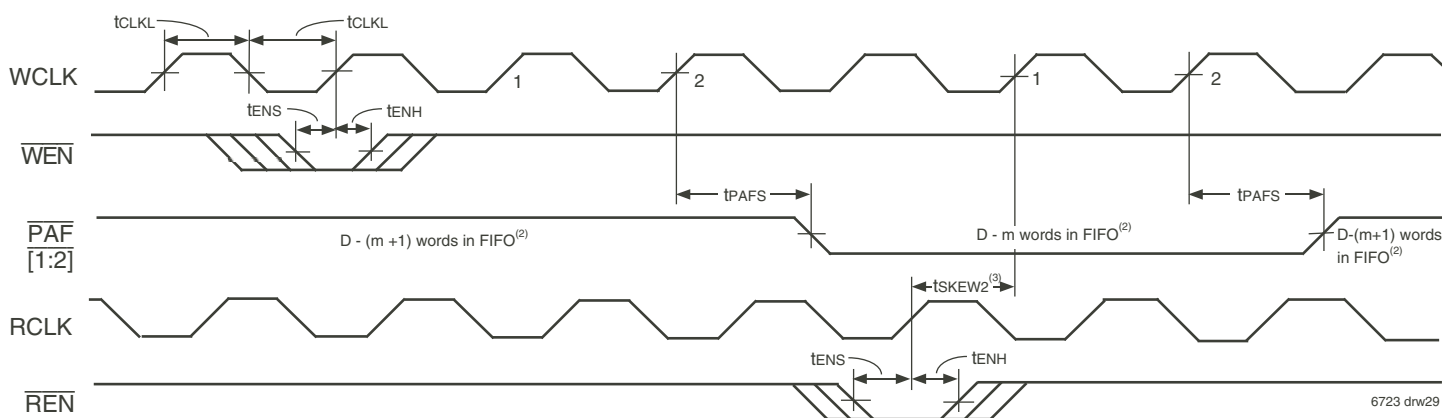 tCLKL tCLKL
WCLK 1 2 1 2
tENS tENH
WEN
tPAFS tPAFS
PAF
[1:2]
D - (m +1) words in FIFO(2)
D - m words in FIFO(2)
D-(m+1) words
in FIFO(2)
tSKEW2(3)
RCLK
tENS tENH
REN
6723 drw29